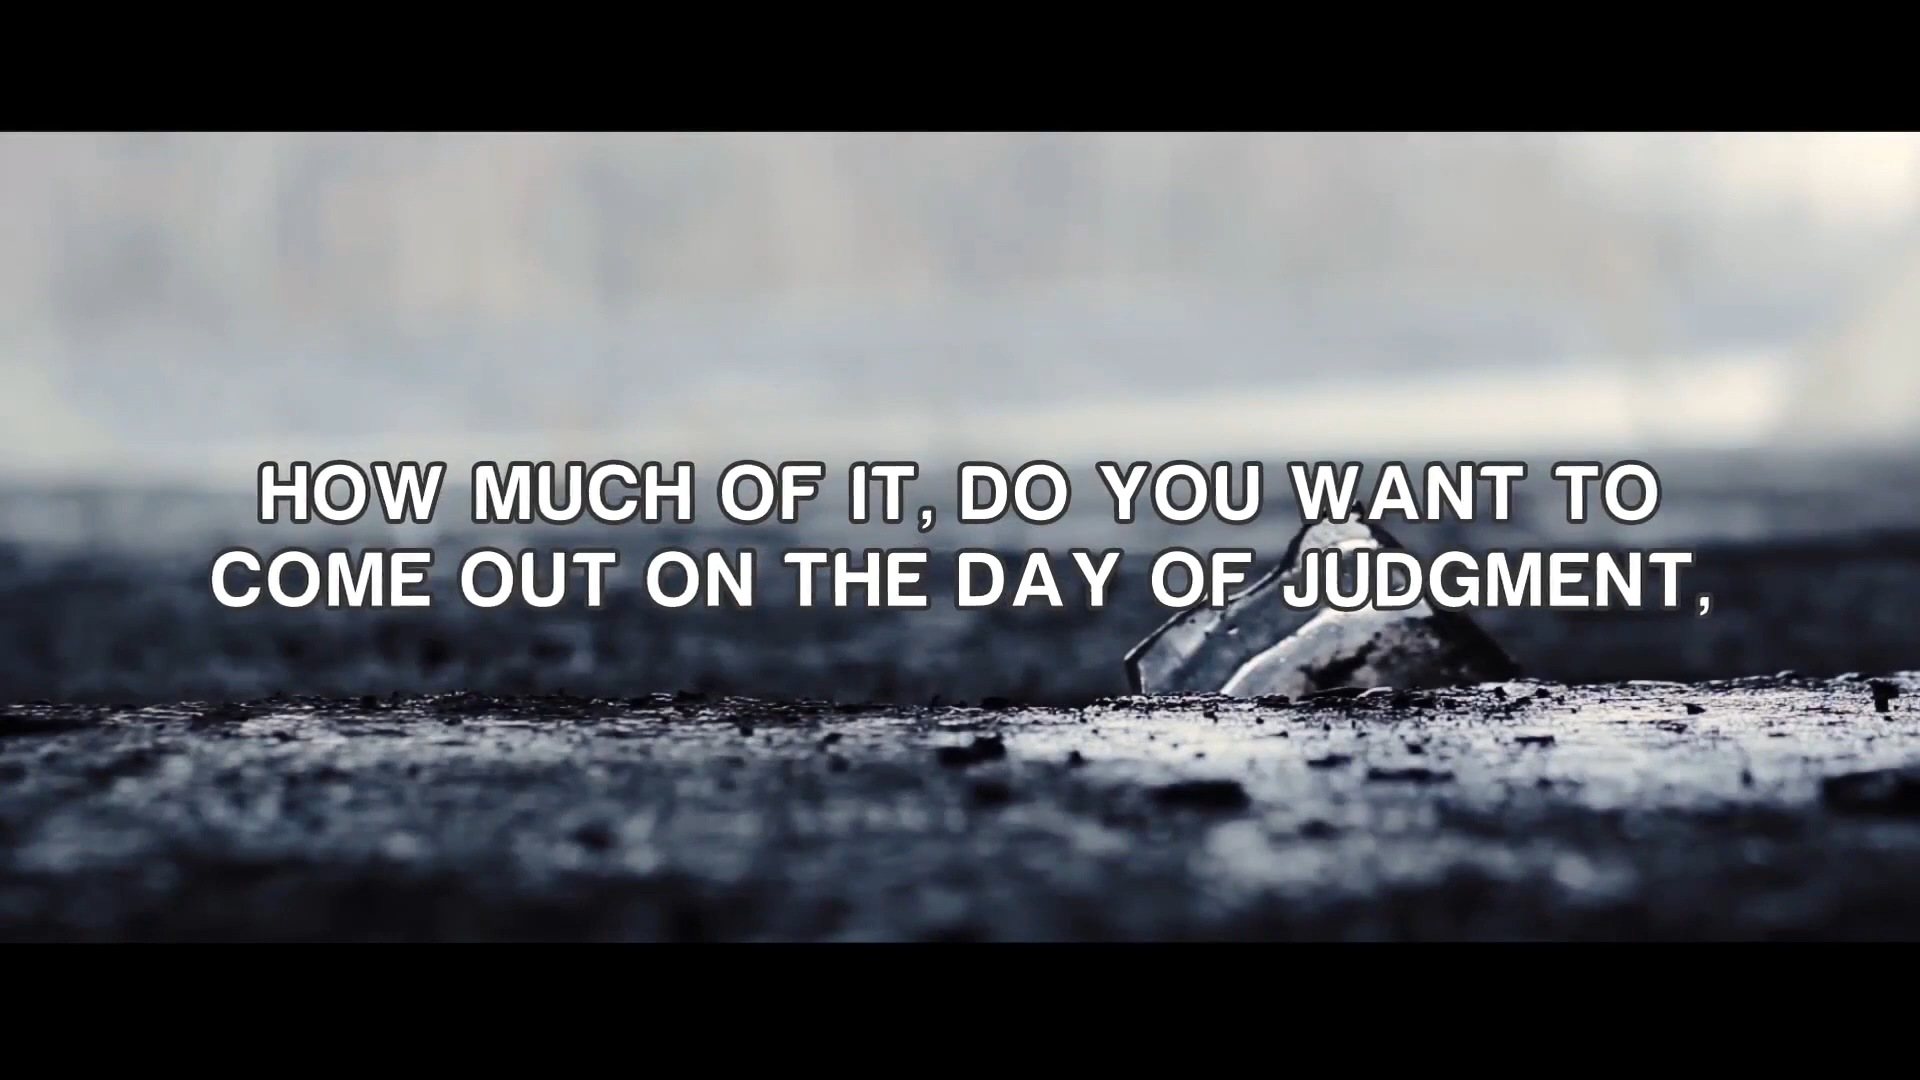 HOW MUCH OF IT, DO YOU WANT TO
COME OUT ON THE DAY OF JUDGMENT,